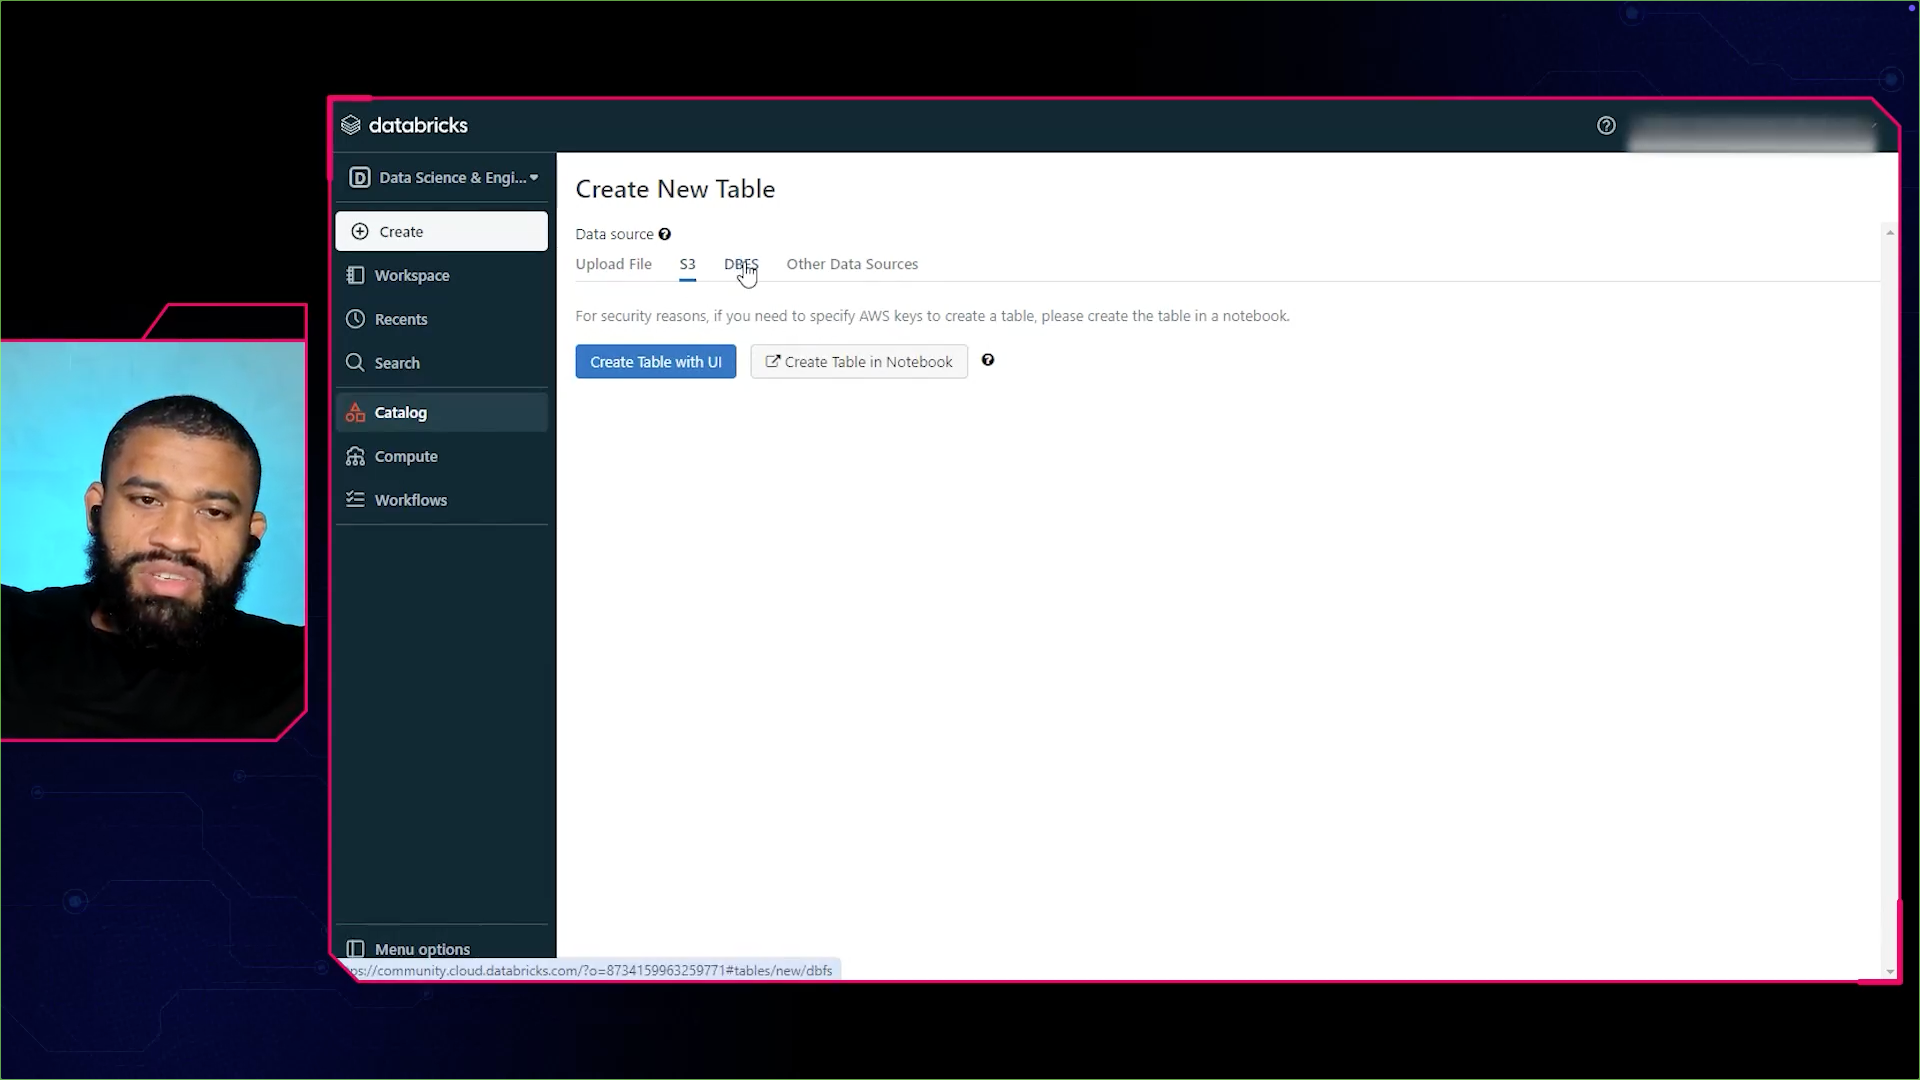 databricks
Data Science & Engi...
Create
Workspace
Recents
Search
Catalog
Compute
Workflows
Menu options
Create New Table
Data source
Upload File S3 DBFS Other Data Sources
For security reasons, if you need to specify AWS keys to create a table, please create the table in a notebook.
Create Table with UI Create Table in Notebook
ps://community.cloud.databricks.com/?o=8734159963259771#tables/new/dbfs